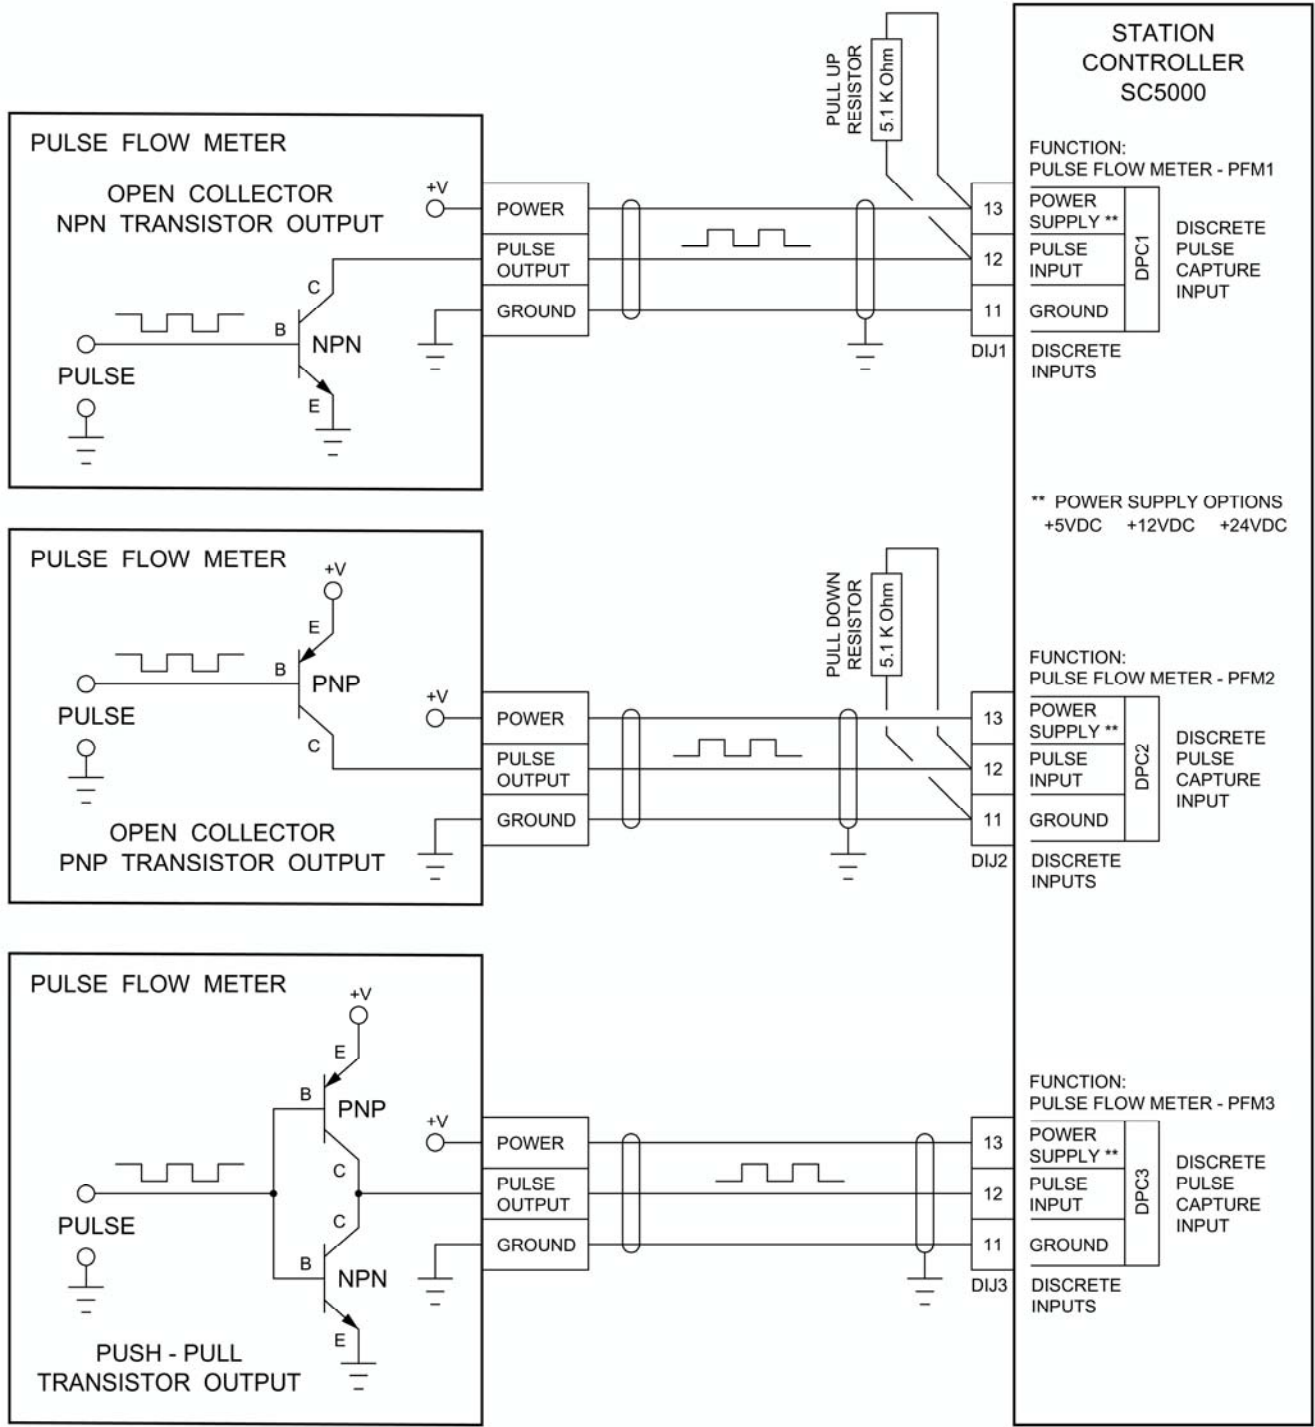 STATION
CONTROLLER
SC5000
PULL UP
RESISTOR
5.1 K Ohm
PULSE FLOW METER
OPEN COLLECTOR
NPN TRANSISTOR OUTPUT
+V
POWER
PULSE
OUTPUT
GROUND
C
B
NPN
E
PULSE
13
12
11
DIJ1
FUNCTION:
PULSE FLOW METER - PFM1
POWER
SUPPLY **
PULSE
INPUT
GROUND
DPC1
DISCRETE
PULSE
CAPTURE
INPUT
DISCRETE
INPUTS
** POWER SUPPLY OPTIONS
+5VDC +12VDC +24VDC
PULSE FLOW METER
+V
E
B
PNP
C
PULSE
OPEN COLLECTOR
PNP TRANSISTOR OUTPUT
+V
POWER
PULSE
OUTPUT
GROUND
PULL DOWN
RESISTOR
5.1 K Ohm
13
12
11
DIJ2
FUNCTION:
PULSE FLOW METER - PFM2
POWER
SUPPLY **
PULSE
INPUT
GROUND
DPC2
DISCRETE
PULSE
CAPTURE
INPUT
DISCRETE
INPUTS
PULSE FLOW METER
+V
E
B
PNP
C
PULSE
C
B
NPN
E
PUSH - PULL
TRANSISTOR OUTPUT
+V
POWER
PULSE
OUTPUT
GROUND
13
12
11
DIJ3
FUNCTION:
PULSE FLOW METER - PFM3
POWER
SUPPLY **
PULSE
INPUT
GROUND
DPC3
DISCRETE
PULSE
CAPTURE
INPUT
DISCRETE
INPUTS